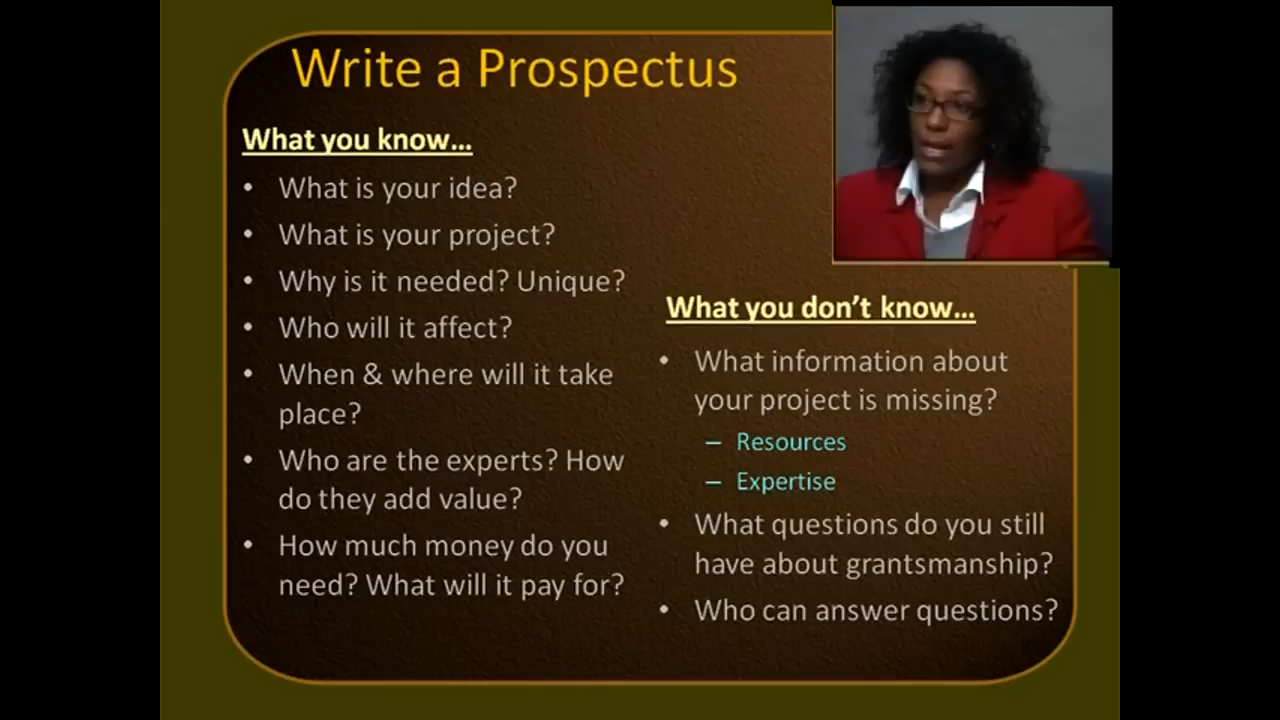 Write a Prospectus
What you know…
• What is your idea?
• What is your project?
• Why is it needed? Unique?
• Who will it affect?
• When & where will it take
place?
• Who are the experts? How
do they add value?
• How much money do you
need? What will it pay for?
What you don’t know…
• What information about
your project is missing?
– Resources
– Expertise
• What questions do you still
have about grantsmanship?
• Who can answer questions?